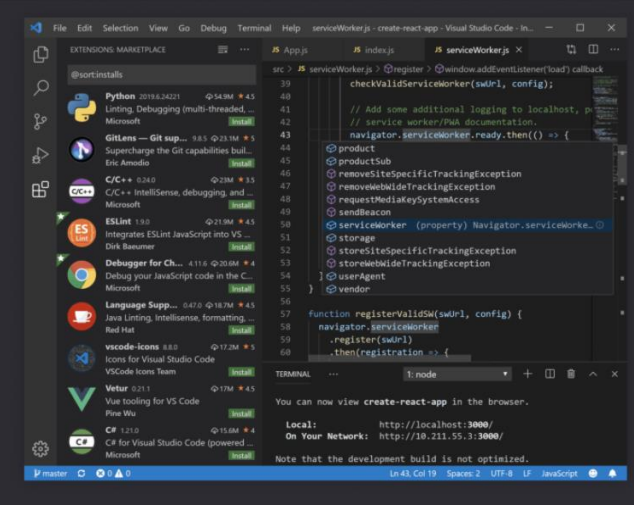 File Edit Selection View Go Debug Terminal Help serviceWorker.js - create-react-app - Visual Studio Code - In...
EXTENSIONS: MARKETPLACE
@sort:installs
Python 2019.6.24221 54.9M 4.5
Linting, Debugging (multi-threaded, ...
Microsoft Install
GitLens — Git sup... 9.8.5 23.1M 5
Supercharge the Git capabilities buil...
Eric Amodio Install
C/C++ 0.24.0 23M 3.5
C/C++ IntelliSense, debugging, and ...
Microsoft Install
ESLint 1.9.0 21.9M 4.5
Integrates ESLint JavaScript into VS ...
Dirk Baeumer Install
Debugger for Ch... 4.11.6 20.6M 4
Debug your JavaScript code in the C...
Microsoft Install
Language Supp... 0.47.0 18.7M 4.5
Java Linting, Intellisense, formatting, ...
Red Hat Install
vscode-icons 8.8.0 17.2M 5
Icons for Visual Studio Code
VSCode Icons Team Install
Vetur 0.21.1 17M 4.5
Vue tooling for VS Code
Pine Wu Install
C# 1.21.0 15.6M 4
C# for Visual Studio Code (powered ...
Microsoft Install
JS App.js JS index.js JS serviceWorker.js
src > JS serviceWorker.js > register > window.addEventListener('load') callback
39 checkValidServiceWorker(swUrl, config);
40
41 // Add some additional logging to localhost, p
42 // service worker/PWA documentation.
43 navigator.serviceWorker.ready.then(() => {
44 product
45 productSub
46 removeSiteSpecificTrackingException
47 removeWebWideTrackingException
48 requestMediaKeySystemAccess
49 sendBeacon
50 serviceWorker (property) Navigator.serviceWorke...
51 storage
52 storeSiteSpecificTrackingException
53 storeWebWideTrackingException
54 } userAgent
55 } vendor
56
57 function registerValidSW(swUrl, config) {
58 navigator.serviceWorker
59 .register(swUrl)
60 .then(registration => {
TERMINAL ... 1: node
You can now view create-react-app in the browser.
Local: http://localhost:3000/
On Your Network: http://10.211.55.3:3000/
Note that the development build is not optimized.
master 0 0 Ln 43, Col 19 Spaces: 2 UTF-8 LF JavaScript